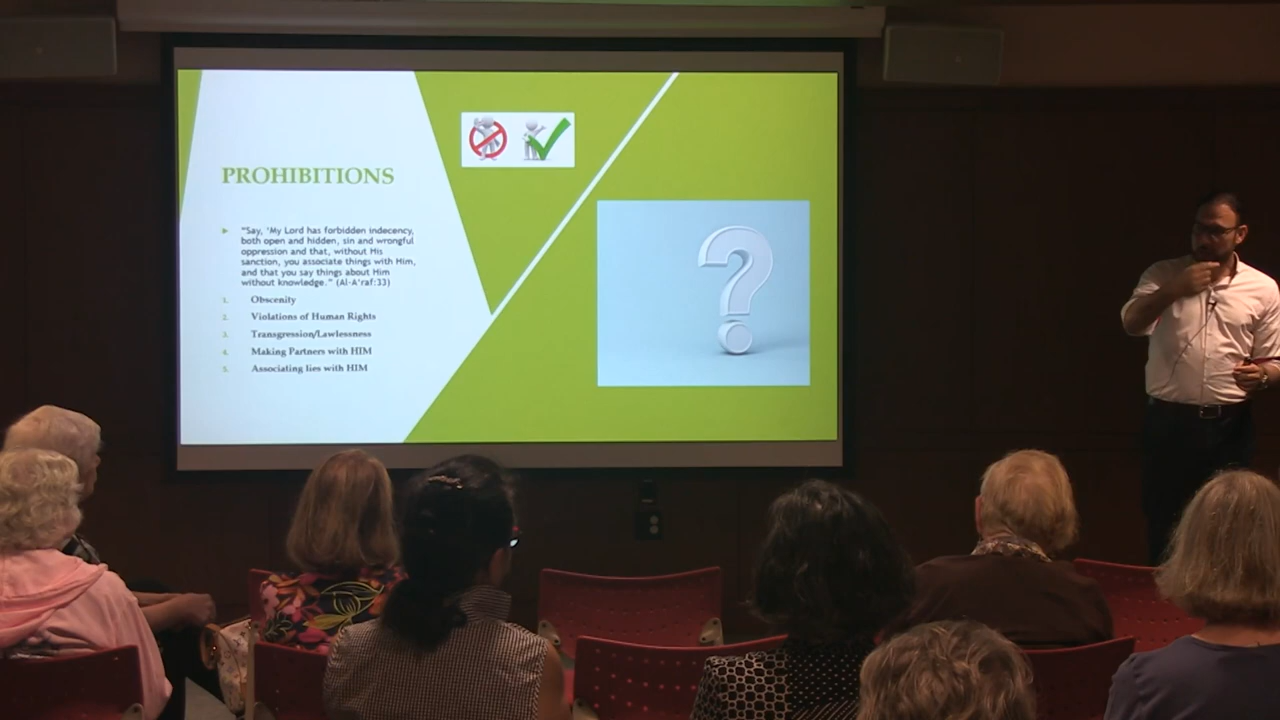 PROHIBITIONS
"Say, 'My Lord has forbidden indecency,
both open and hidden, sin and wrongful
oppression and that, without His
sanction, you associate things with Him,
and that you say things about Him
without knowledge." (Al-A'raf:33)
1. Obscenity
2. Violations of Human Rights
3. Transgression/Lawlessness
4. Making Partners with HIM
5. Associating lies with HIM
?